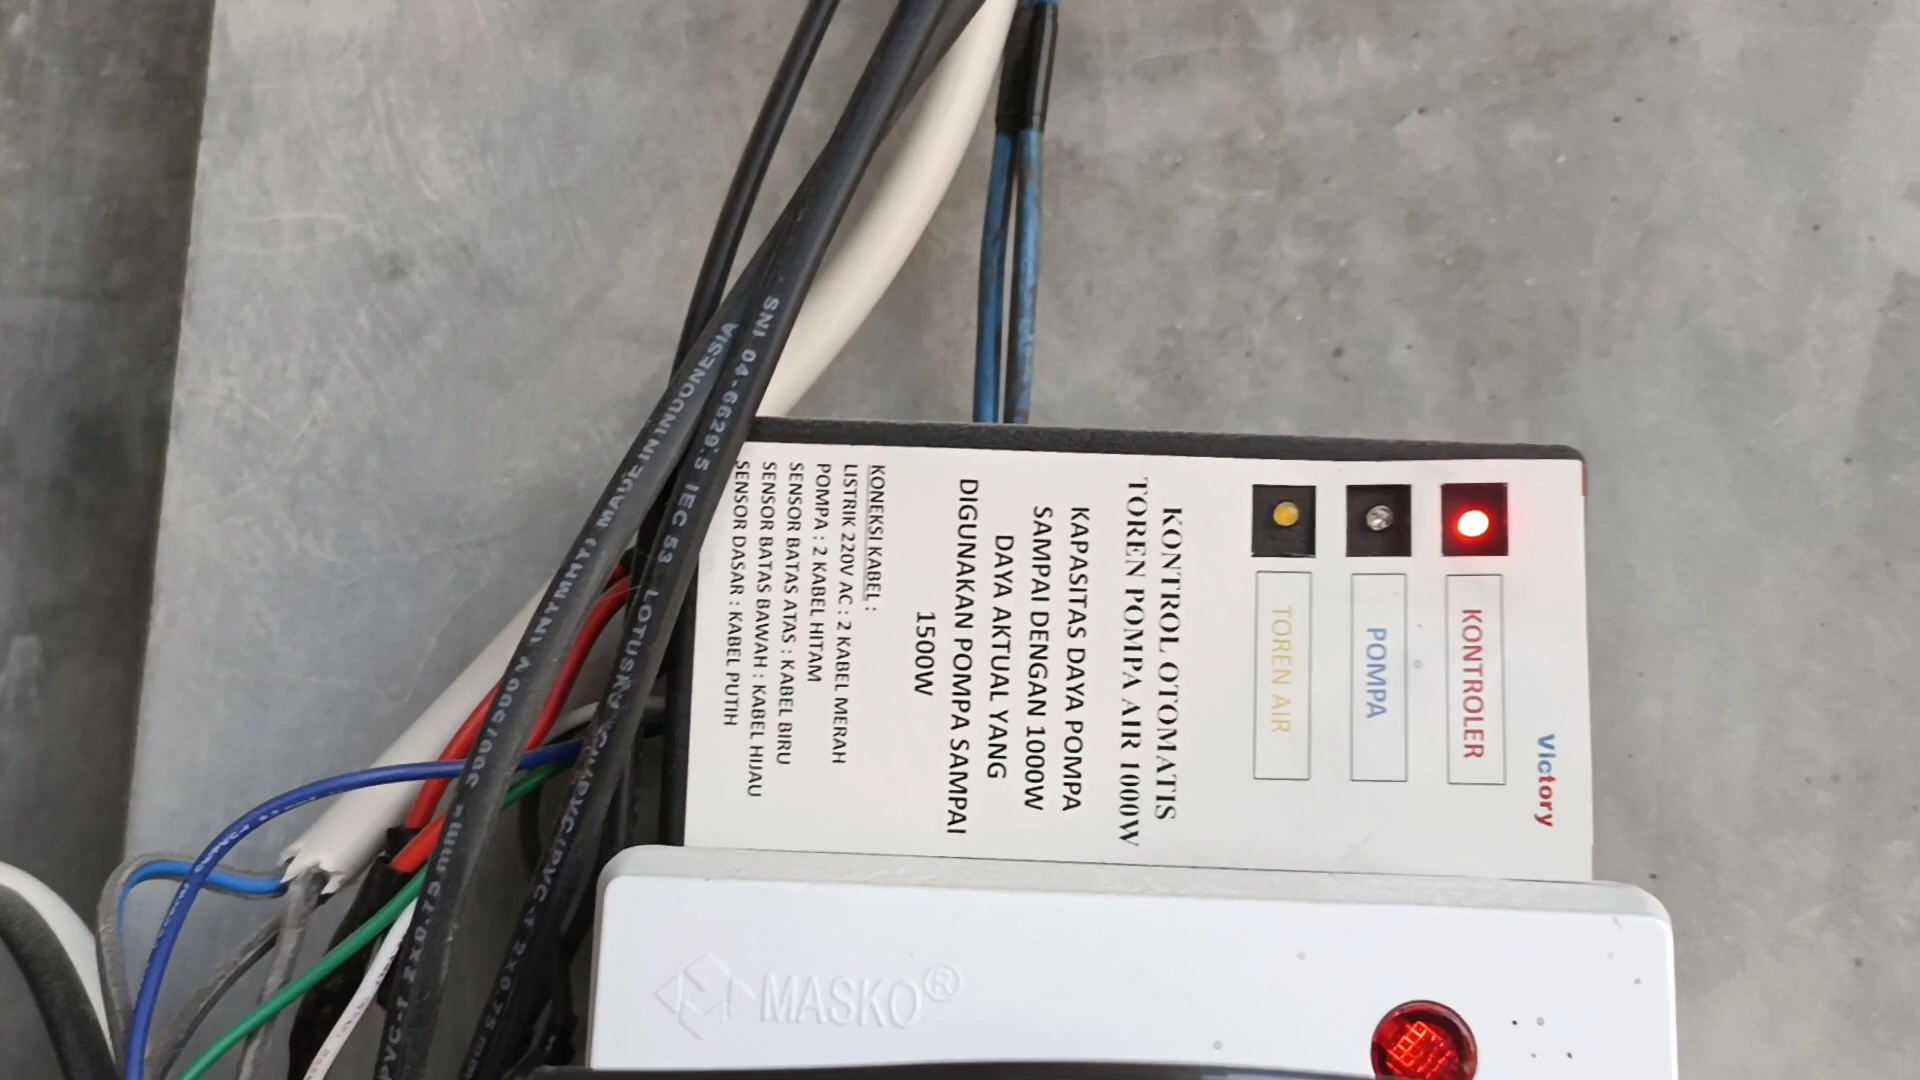 Victory
KONTROLER
POMPA
TOREN AIR
KONTROL OTOMATIS
TOREN POMPA AIR 1000W
KAPASITAS DAYA POMPA
SAMPAI DENGAN 1000W
DAYA AKTUAL YANG
DIGUNAKAN POMPA SAMPAI
1500W
KONEKSI KABEL :
LISTRIK 220V AC : 2 KABEL MERAH
POMPA : 2 KABEL HITAM
SENSOR BATAS ATAS : KABEL BIRU
SENSOR BATAS BAWAH : KABEL HIJAU
SENSOR DASAR : KABEL PUTIH
MASKO®
SNI 04-6629.5 IEC 53 LOTUS
MADE IN INDONESIA